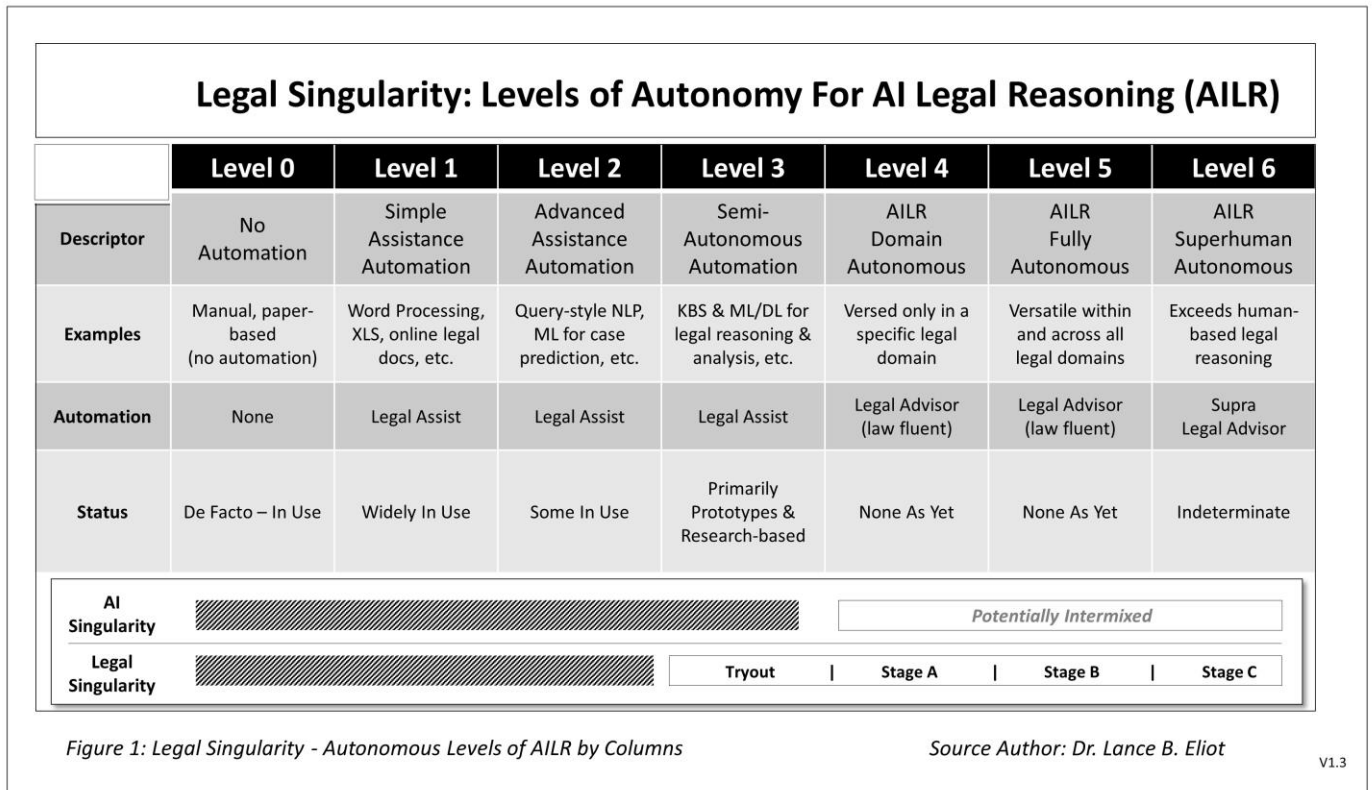 Legal Singularity: Levels of Autonomy For AI Legal Reasoning (AILR)
Level 0 Level 1 Level 2 Level 3 Level 4 Level 5 Level 6
Descriptor
No
Automation
Simple
Assistance
Automation
Advanced
Assistance
Automation
Semi-
Autonomous
Automation
AILR
Domain
Autonomous
AILR
Fully
Autonomous
AILR
Superhuman
Autonomous
Examples
Manual, paper-
based
(no automation)
Word Processing,
XLS, online legal
docs, etc.
Query-style NLP,
ML for case
prediction, etc.
KBS & ML/DL for
legal reasoning &
analysis, etc.
Versed only in a
specific legal
domain
Versatile within
and across all
legal domains
Exceeds human-
based legal
reasoning
Automation
None
Legal Assist
Legal Assist
Legal Assist
Legal Advisor
(law fluent)
Legal Advisor
(law fluent)
Supra
Legal Advisor
Status
De Facto – In Use
Widely In Use
Some In Use
Primarily
Prototypes &
Research-based
None As Yet
None As Yet
Indeterminate
AI
Singularity
Potentially Intermixed
Legal
Singularity
Tryout | Stage A | Stage B | Stage C
Figure 1: Legal Singularity - Autonomous Levels of AILR by Columns
Source Author: Dr. Lance B. Eliot
V1.3